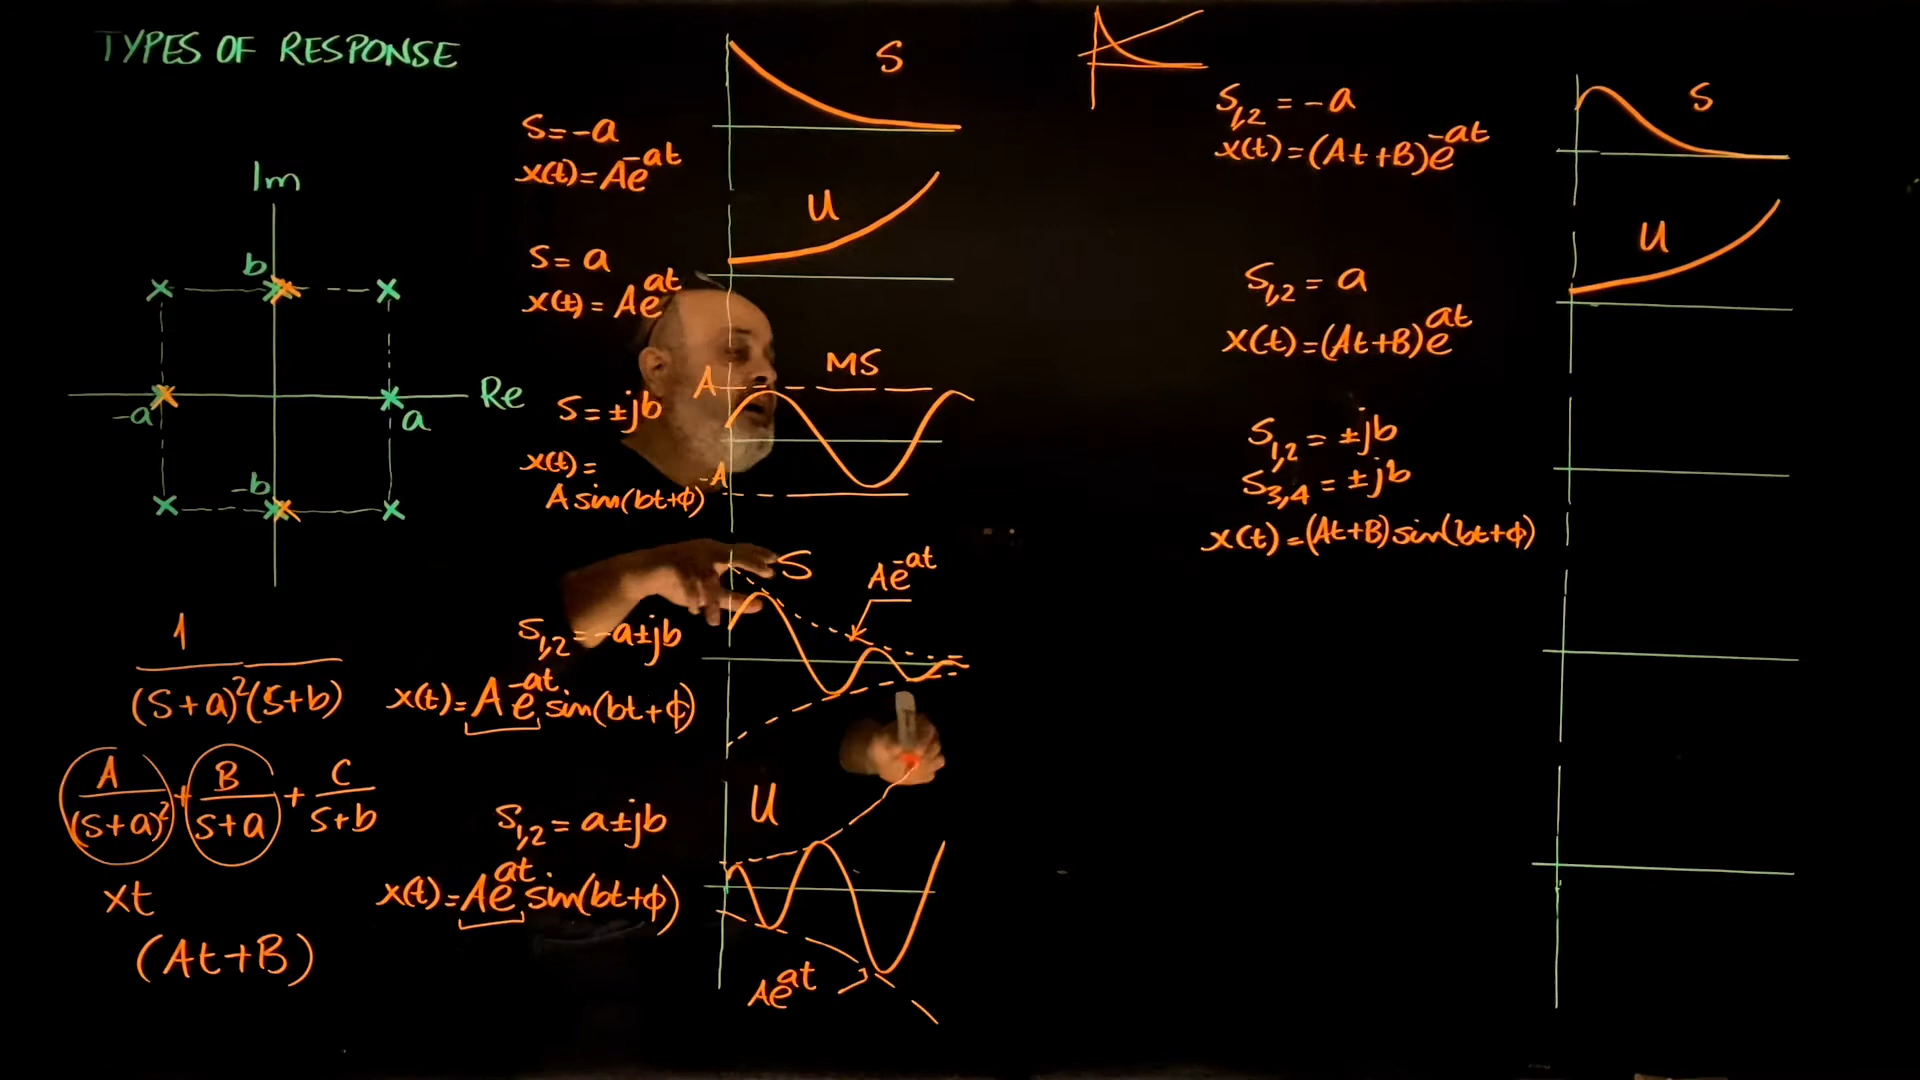 TYPES OF RESPONSE
Im
b
-a
a
Re
-b
1
(S+a)²(S+b)
A/(S+a)² + B/S+a + C/S+b
xt
(At+B)
S
S=-a
x(t)=Ae^-at
U
S=a
x(t)=Ae^at
MS
A
S=±jb
x(t)=
A sin(bt+ϕ)
-A
S
Ae^-at
S1,2=-a±jb
x(t)=Ae^-at sin(bt+ϕ)
U
S1,2=a±jb
x(t)=Ae^at sin(bt+ϕ)
Ae^at
S1,2=-a
x(t)=(At+B)e^-at
S
S1,2=a
x(t)=(At+B)e^at
U
S1,2=±jb
S3,4=±jb
x(t)=(At+B)sin(bt+ϕ)